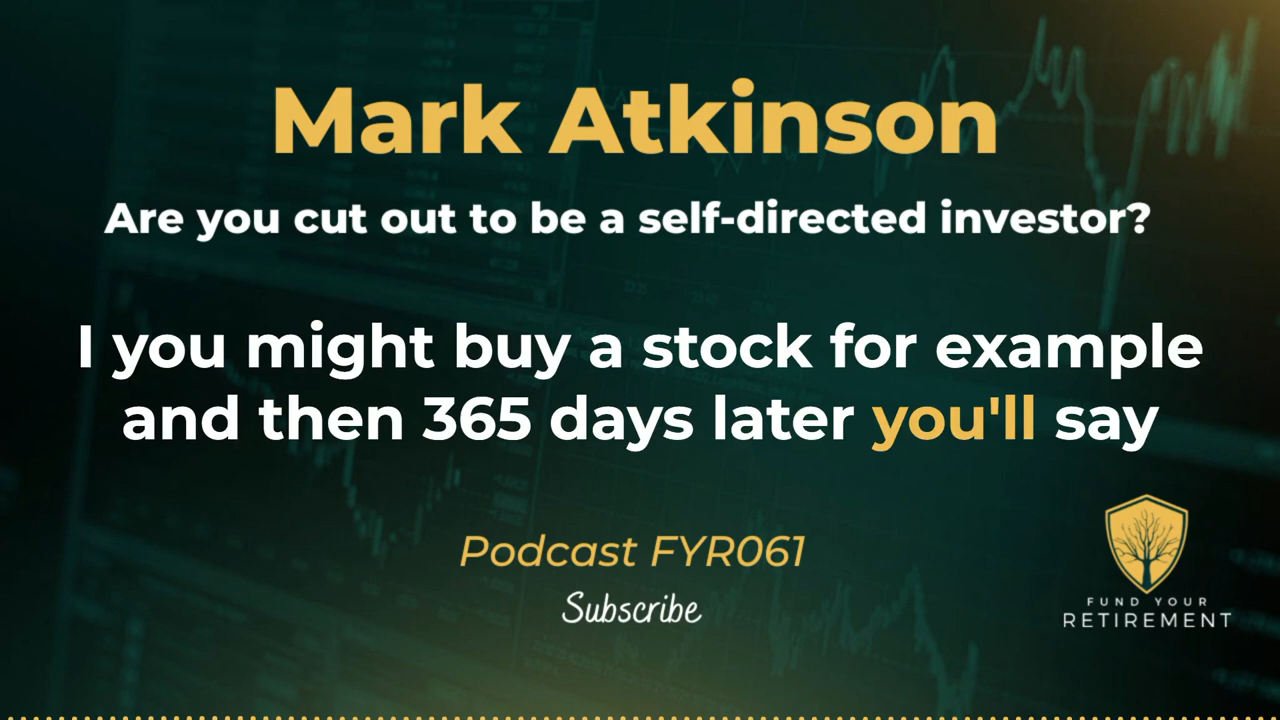 Mark Atkinson
Are you cut out to be a self-directed investor?
I you might buy a stock for example
and then 365 days later you'll say
Podcast FYR061
Subscribe
FUND YOUR
RETIREMENT